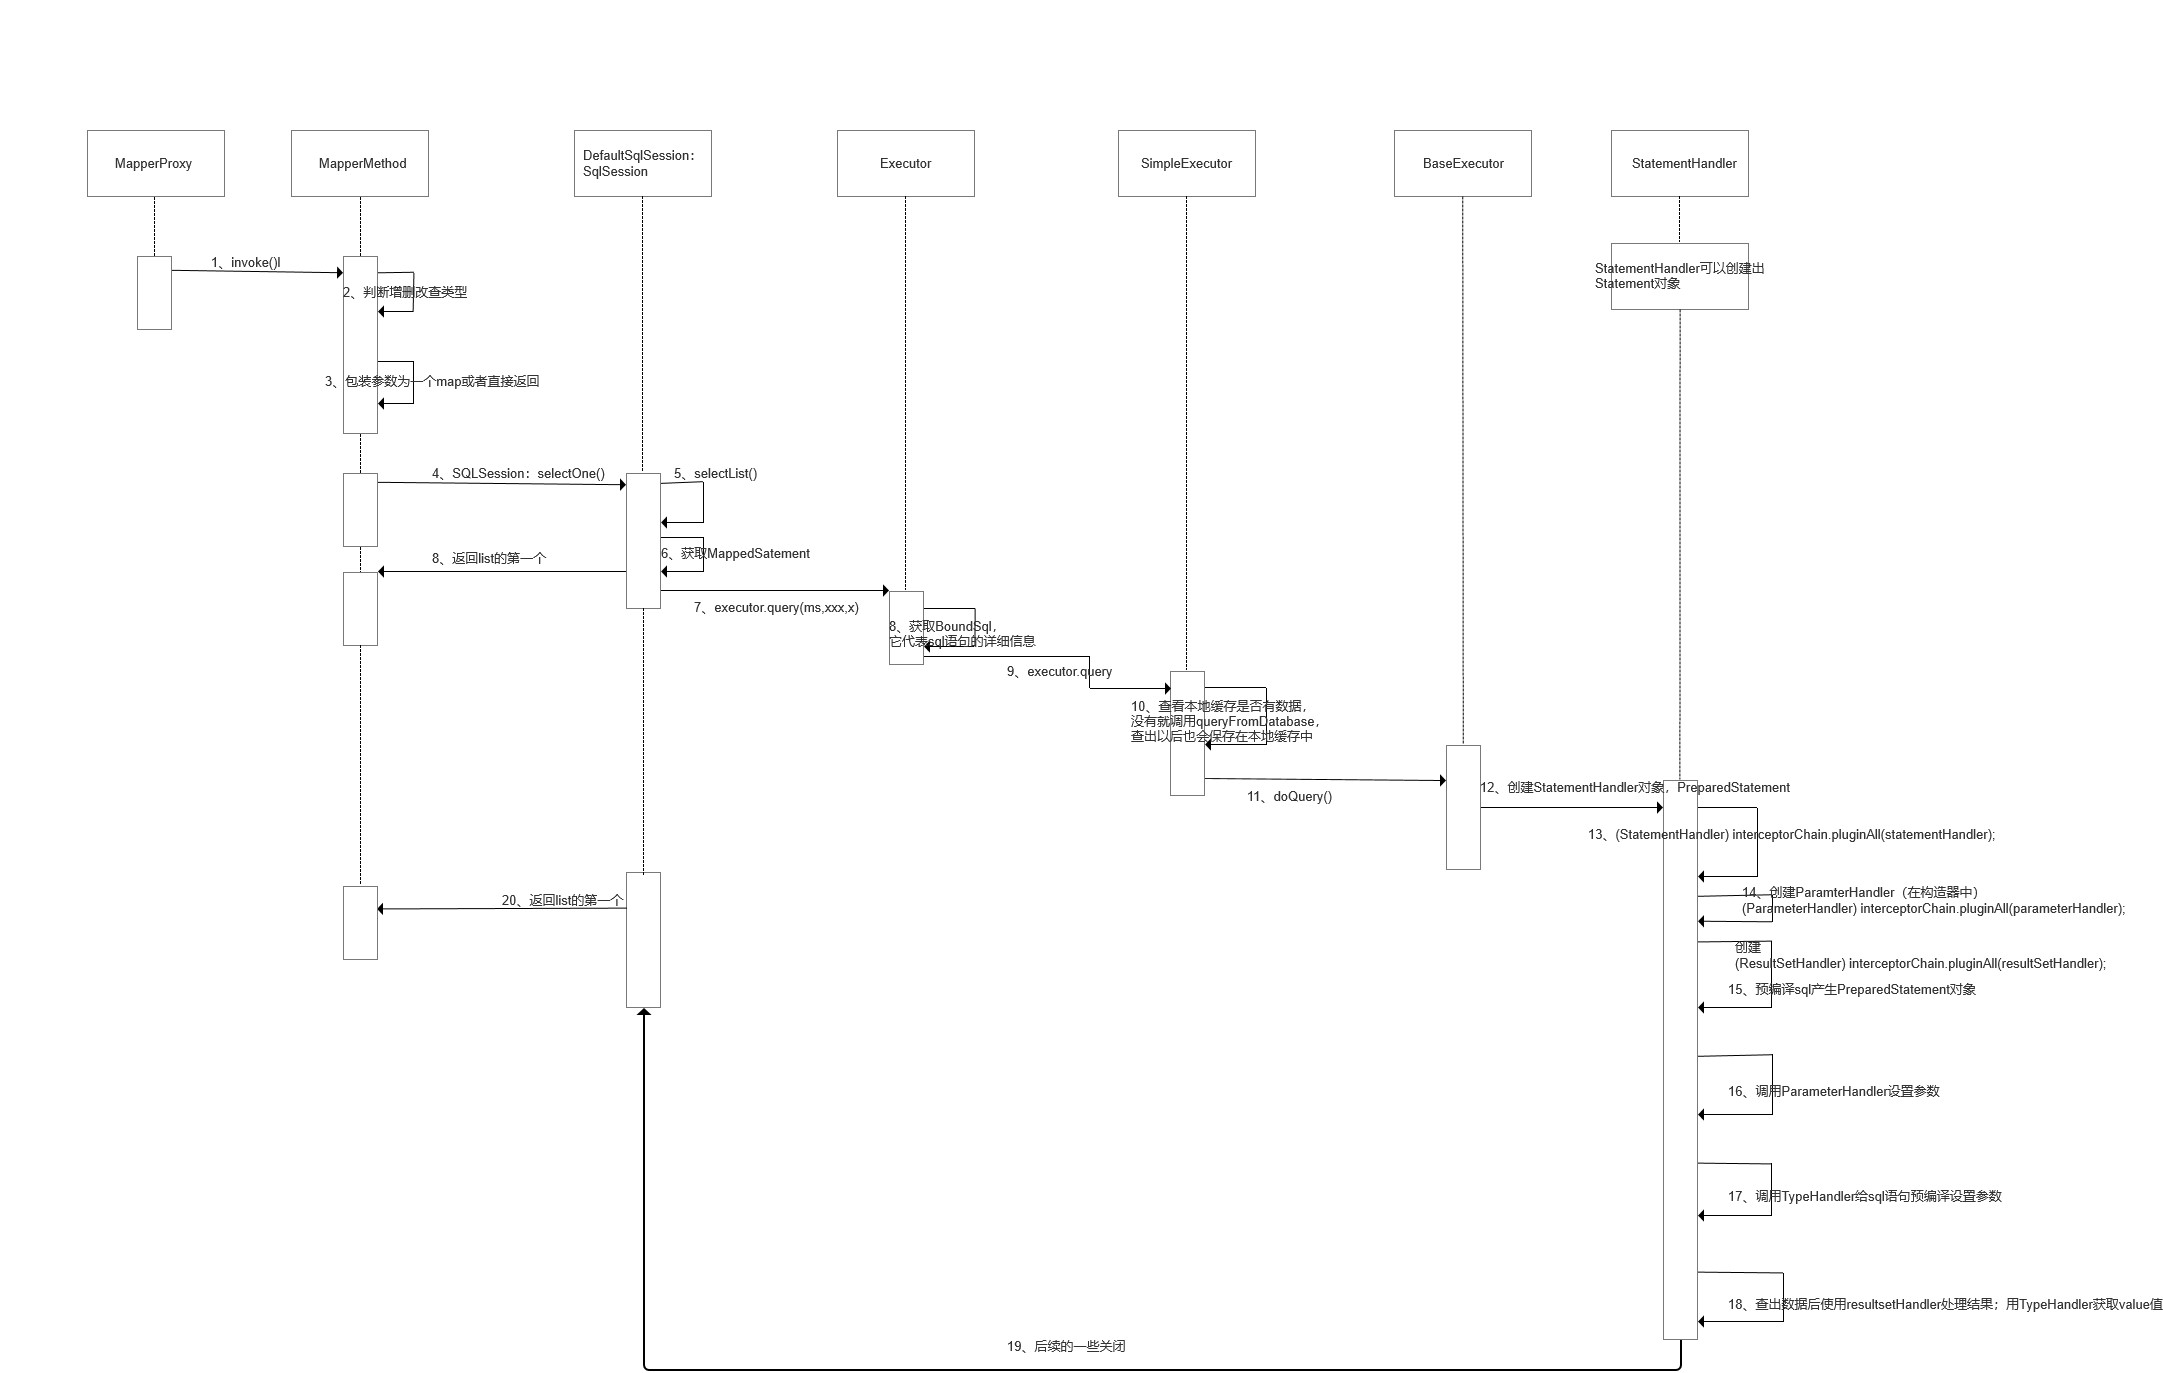 MapperProxy
MapperMethod
DefaultSqlSession：
SqlSession
Executor
SimpleExecutor
BaseExecutor
StatementHandler
StatementHandler可以创建出
Statement对象
1、invoke()l
2、判断增删改查类型
3、包装参数为一个map或者直接返回
4、SQLSession：selectOne()
5、selectList()
6、获取MappedSatement
8、返回list的第一个
7、executor.query(ms,xxx,x)
8、获取BoundSql，
它代表sql语句的详细信息
9、executor.query
10、查看本地缓存是否有数据，
没有就调用queryFromDatabase，
查出以后也会保存在本地缓存中
11、doQuery()
12、创建StatementHandler对象，PreparedStatement
13、(StatementHandler) interceptorChain.pluginAll(statementHandler);
14、创建ParamterHandler（在构造器中）
(ParameterHandler) interceptorChain.pluginAll(parameterHandler);
20、返回list的第一个
创建
(ResultSetHandler) interceptorChain.pluginAll(resultSetHandler);
15、预编译sql产生PreparedStatement对象
16、调用ParameterHandler设置参数
17、调用TypeHandler给sql语句预编译设置参数
18、查出数据后使用resultsetHandler处理结果；用TypeHandler获取value值
19、后续的一些关闭